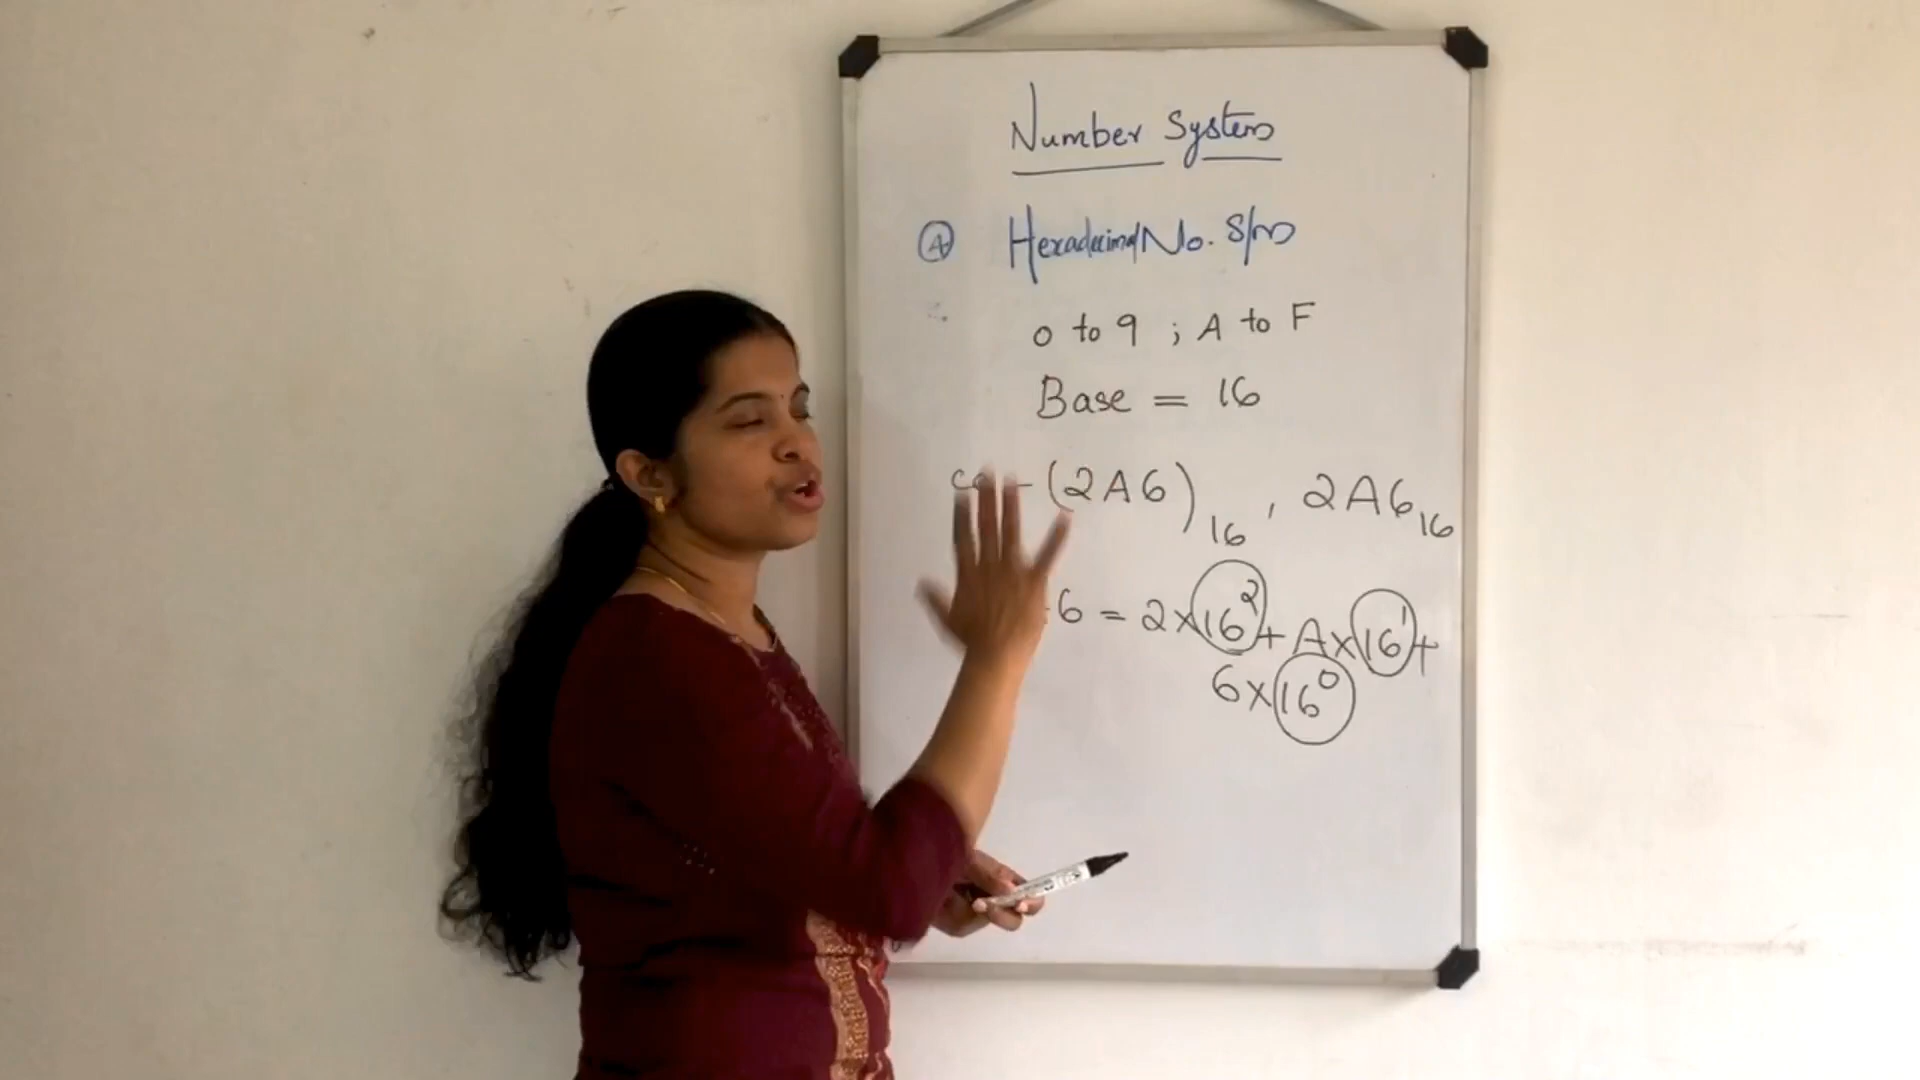 Number System
4 Hexadecimal No. S/m
0 to 9 ; A to F
Base = 16
(2A6)₁₆ , 2A6₁₆
6 = 2×16² + A×16¹ +
6×16⁰